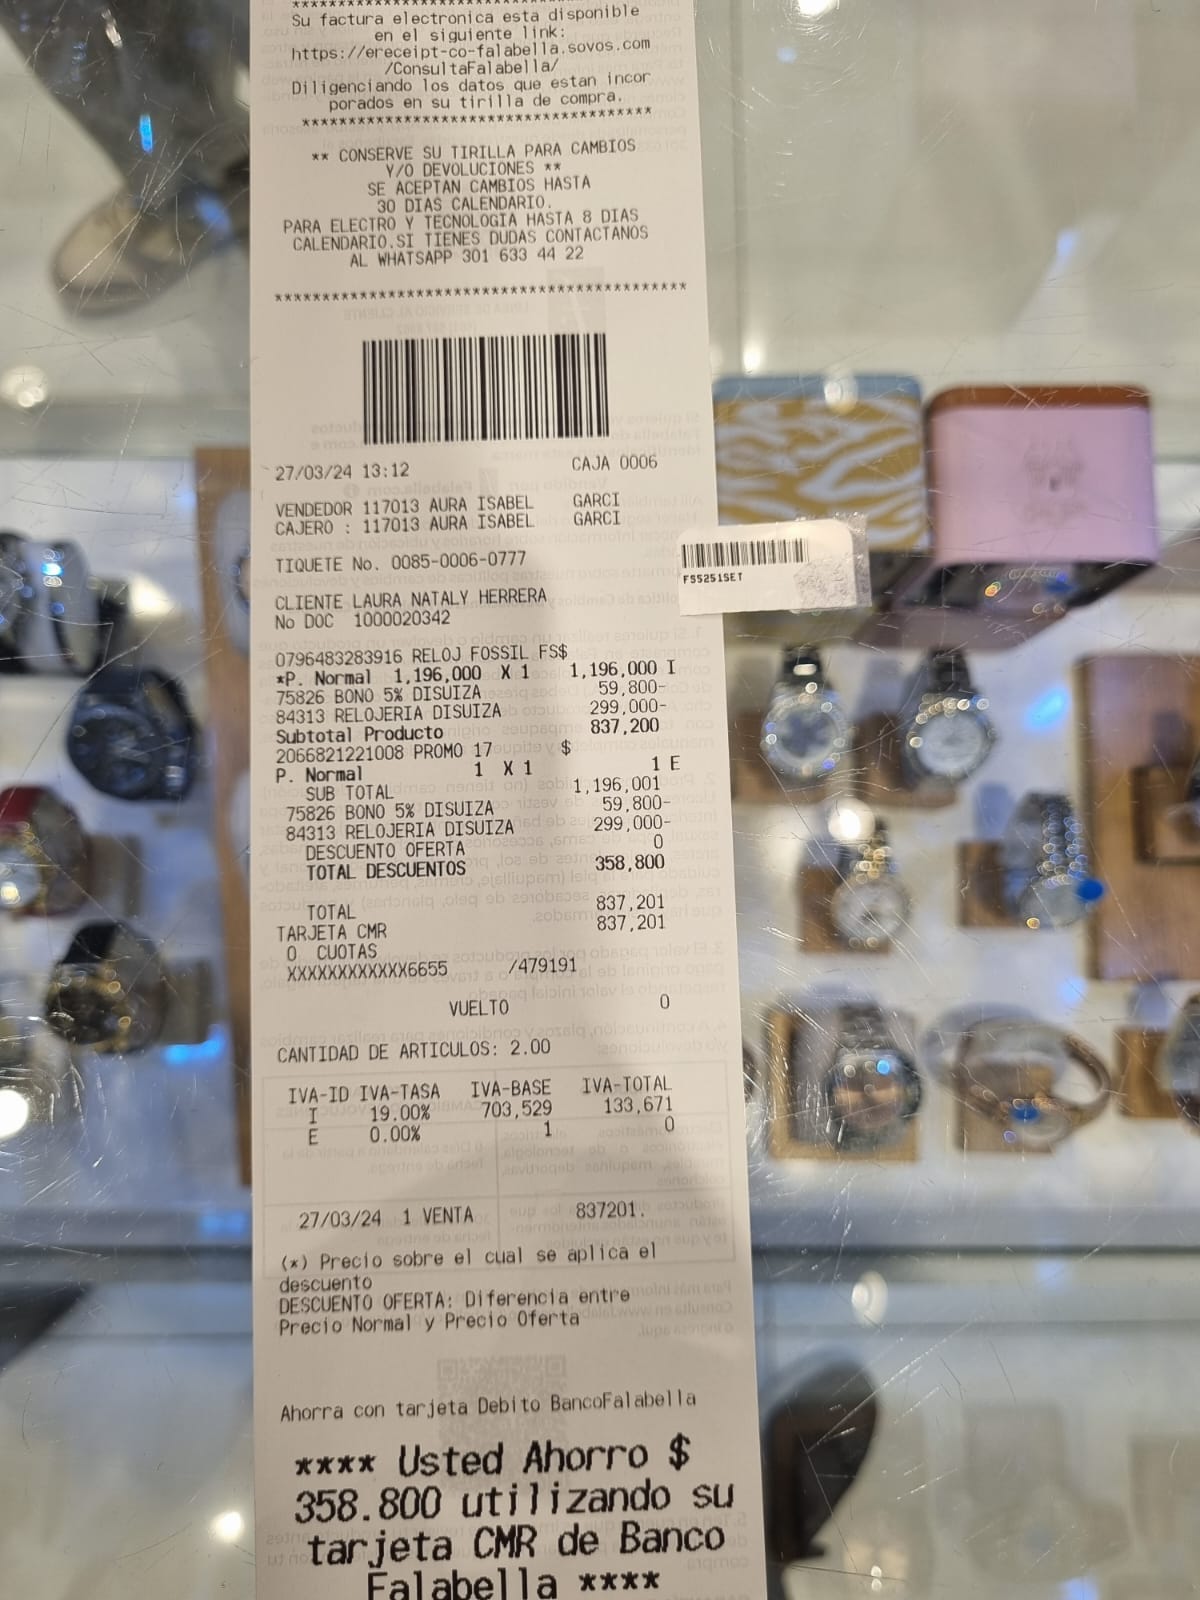 ****************************************
Su factura electronica esta disponible
en el siguiente link:
https://ereceipt-co-falabella.sovos.com
/ConsultaFalabella/
Diligenciando los datos que estan incor
porados en su tirilla de compra.
**************************************
** CONSERVE SU TIRILLA PARA CAMBIOS
Y/O DEVOLUCIONES **
SE ACEPTAN CAMBIOS HASTA
30 DIAS CALENDARIO.
PARA ELECTRO Y TECNOLOGIA HASTA 8 DIAS
CALENDARIO.SI TIENES DUDAS CONTACTANOS
AL WHATSAPP 301 633 44 22
********************************************
27/03/24 13:12 CAJA 0006
VENDEDOR 117013 AURA ISABEL GARCI
CAJERO : 117013 AURA ISABEL GARCI
TIQUETE No. 0085-0006-0777
CLIENTE LAURA NATALY HERRERA
No DOC 1000020342
0796483283916 RELOJ FOSSIL FS$
*P. Normal 1,196,000 X 1 1,196,000 I
75826 BONO 5% DISUIZA 59,800-
84313 RELOJERIA DISUIZA 299,000-
Subtotal Producto 837,200
2066821221008 PROMO 17 $
P. Normal 1 X 1 1 E
SUB TOTAL 1,196,001
75826 BONO 5% DISUIZA 59,800-
84313 RELOJERIA DISUIZA 299,000-
DESCUENTO OFERTA 0
TOTAL DESCUENTOS 358,800
TOTAL 837,201
TARJETA CMR 837,201
0 CUOTAS
XXXXXXXXXXXX6655 /479191
VUELTO 0
CANTIDAD DE ARTICULOS: 2.00
IVA-ID IVA-TASA IVA-BASE IVA-TOTAL
I 19.00% 703,529 133,671
E 0.00% 1 0
27/03/24 1 VENTA 837201.
(*) Precio sobre el cual se aplica el
descuento
DESCUENTO OFERTA: Diferencia entre
Precio Normal y Precio Oferta
Ahorra con tarjeta Debito BancoFalabella
**** Usted Ahorro $
358.800 utilizando su
tarjeta CMR de Banco
Falabella ****
FS5251SET